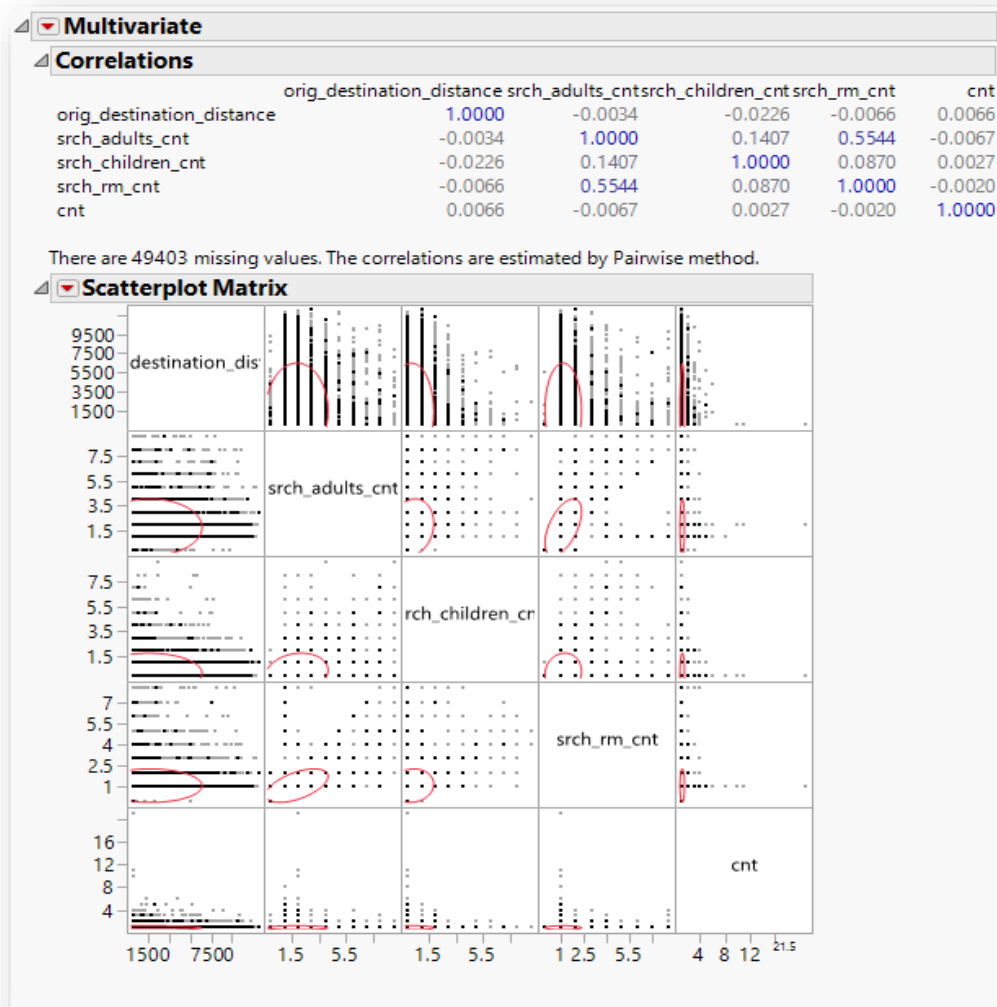 Multivariate
Correlations
orig_destination_distance srch_adults_cnt srch_children_cnt srch_rm_cnt cnt
orig_destination_distance 1.0000 -0.0034 -0.0226 -0.0066 0.0066
srch_adults_cnt -0.0034 1.0000 0.1407 0.5544 -0.0067
srch_children_cnt -0.0226 0.1407 1.0000 0.0870 0.0027
srch_rm_cnt -0.0066 0.5544 0.0870 1.0000 -0.0020
cnt 0.0066 -0.0067 0.0027 -0.0020 1.0000
There are 49403 missing values. The correlations are estimated by Pairwise method.
Scatterplot Matrix
9500
7500
5500
3500
1500
destination_dis
7.5
5.5
3.5
1.5
srch_adults_cnt
7.5
5.5
3.5
1.5
rch_children_cn
7
5.5
4
2.5
1
srch_rm_cnt
16
12
8
4
cnt
1500 7500 1.5 5.5 1.5 5.5 1 2.5 5.5 4 8 12 21.5